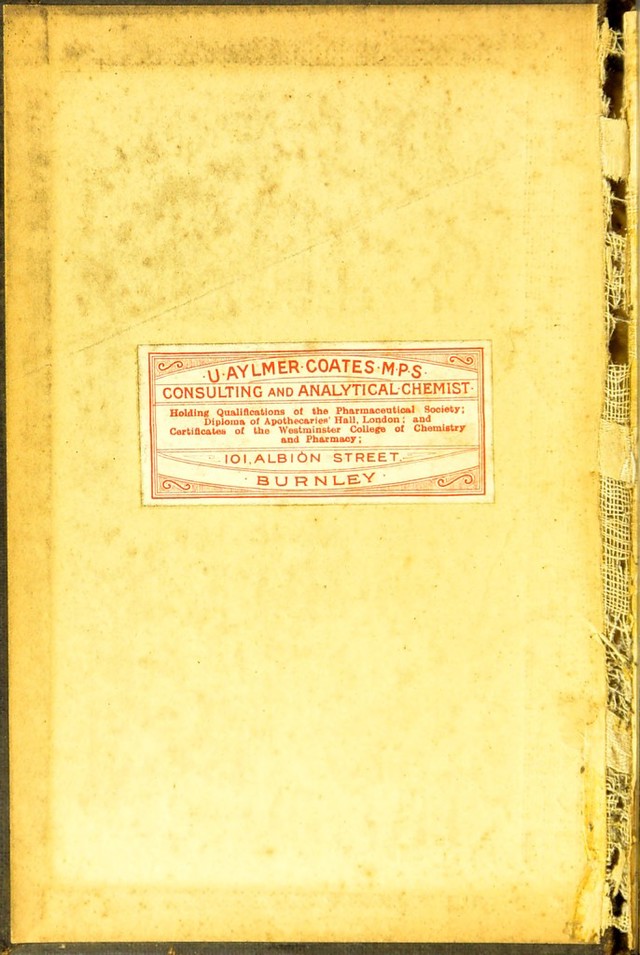 U·AYLMER·COATES·M·P·S·
CONSULTING AND ANALYTICAL·CHEMIST·
Holding Qualifications of the Pharmaceutical Society;
Diploma of Apothecaries' Hall, London; and
Certificates of the Westminster College of Chemistry
and Pharmacy;
101, ALBION STREET,
· BURNLEY ·